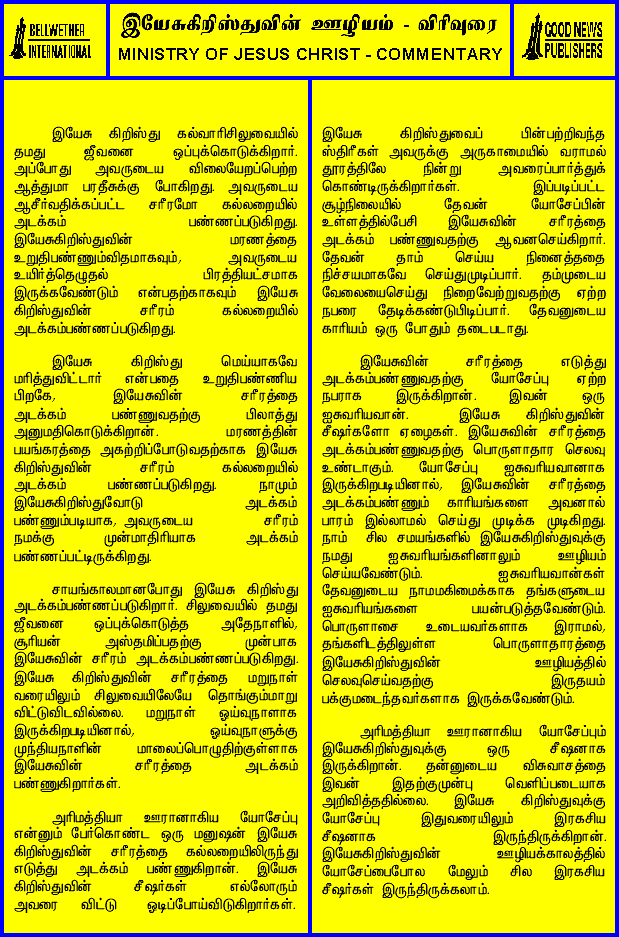 BELLWETHER
INTERNATIONAL
இயேசுகிறிஸ்துவின் ஊழியம் - விரிவுரை
MINISTRY OF JESUS CHRIST - COMMENTARY
GOOD NEWS
PUBLISHERS
இயேசு கிறிஸ்து கல்வாரிசிலுவையில்
தமது ஜீவனை ஒப்புக்கொடுக்கிறார்.
அப்போது அவருடைய விலையேறப்பெற்ற
ஆத்துமா பரதீசுக்கு போகிறது. அவருடைய
ஆசீர்வதிக்கப்பட்ட சரீரமோ கல்லறையில்
அடக்கம் பண்ணப்படுகிறது.
இயேசுகிறிஸ்துவின் மரணத்தை
உறுதிபண்ணும்விதமாகவும், அவருடைய
உயிர்த்தெழுதல் பிரத்தியட்சமாக
இருக்கவேண்டும் என்பதற்காகவும் இயேசு
கிறிஸ்துவின் சரீரம் கல்லறையில்
அடக்கம்பண்ணப்படுகிறது.
இயேசு கிறிஸ்து மெய்யாகவே
மரித்துவிட்டார் என்பதை உறுதிபண்ணிய
பிறகே, இயேசுவின் சரீரத்தை
அடக்கம் பண்ணுவதற்கு பிலாத்து
அனுமதிகொடுக்கிறான். மரணத்தின்
பயங்கரத்தை அகற்றிப்போடுவதற்காக இயேசு
கிறிஸ்துவின் சரீரம் கல்லறையில்
அடக்கம் பண்ணப்படுகிறது. நாமும்
இயேசுகிறிஸ்துவோடு அடக்கம்
பண்ணும்படியாக, அவருடைய சரீரம்
நமக்கு முன்மாதிரியாக அடக்கம்
பண்ணப்பட்டிருக்கிறது.
சாயங்காலமானபோது இயேசு கிறிஸ்து
அடக்கம்பண்ணப்படுகிறார். சிலுவையில் தமது
ஜீவனை ஒப்புக்கொடுத்த அதேநாளில்,
சூரியன் அஸ்தமிப்பதற்கு முன்பாக
இயேசுவின் சரீரம் அடக்கம்பண்ணப்படுகிறது.
இயேசு கிறிஸ்துவின் சரீரத்தை மறுநாள்
வரையிலும் சிலுவையிலேயே தொங்கும்மாறு
விட்டுவிடவில்லை. மறுநாள் ஓய்வுநாளாக
இருக்கிறபடியினால், ஓய்வுநாளுக்கு
முந்தியநாளின் மாலைப்பொழுதிற்குள்ளாக
இயேசுவின் சரீரத்தை அடக்கம்
பண்ணுகிறார்கள்.
அரிமத்தியா ஊரானாகிய யோசேப்பு
என்னும் பேர்கொண்ட ஒரு மனுஷன் இயேசு
கிறிஸ்துவின் சரீரத்தை கல்லறையிலிருந்து
எடுத்து அடக்கம் பண்ணுகிறான். இயேசு
கிறிஸ்துவின் சீஷர்கள் எல்லோரும்
அவரை விட்டு ஓடிப்போய்விடுகிறார்கள்.
இயேசு கிறிஸ்துவைப் பின்பற்றிவந்த
ஸ்திரீகள் அவருக்கு அருகாமையில் வராமல்
தூரத்திலே நின்று அவரைப்பார்த்துக்
கொண்டிருக்கிறார்கள். இப்படிப்பட்ட
சூழ்நிலையில் தேவன் யோசேப்பின்
உள்ளத்தில்பேசி இயேசுவின் சரீரத்தை
அடக்கம் பண்ணுவதற்கு ஆவனசெய்கிறார்.
தேவன் தாம் செய்ய நினைத்ததை
நிச்சயமாகவே செய்துமுடிப்பார். தம்முடைய
வேலையைசெய்து நிறைவேற்றுவதற்கு ஏற்ற
நபரை தேடிக்கண்டுபிடிப்பார். தேவனுடைய
காரியம் ஒரு போதும் தடைபடாது.
இயேசுவின் சரீரத்தை எடுத்து
அடக்கம்பண்ணுவதற்கு யோசேப்பு ஏற்ற
நபராக இருக்கிறான். இவன் ஒரு
ஐசுவரியவான். இயேசு கிறிஸ்துவின்
சீஷர்களோ ஏழைகள். இயேசுவின் சரீரத்தை
அடக்கம்பண்ணுவதற்கு பொருளாதார செலவு
உண்டாகும். யோசேப்பு ஐசுவரியவானாக
இருக்கிறபடியினால், இயேசுவின் சரீரத்தை
அடக்கம்பண்ணும் காரியங்களை அவனால்
பாரம் இல்லாமல் செய்து முடிக்க முடிகிறது.
நாம் சில சமயங்களில் இயேசுகிறிஸ்துவுக்கு
நமது ஐசுவரியங்களினாலும் ஊழியம்
செய்யவேண்டும். ஐசுவரியவான்கள்
தேவனுடைய நாமமகிமைக்காக தங்களுடைய
ஐசுவரியங்களை பயன்படுத்தவேண்டும்.
பொருளாசை உடையவர்களாக இராமல்,
தங்களிடத்திலுள்ள பொருளாதாரத்தை
இயேசுகிறிஸ்துவின் ஊழியத்தில்
செலவுசெய்வதற்கு இருதயம்
பக்குமடைந்தவர்களாக இருக்கவேண்டும்.
அரிமத்தியா ஊரானாகிய யோசேப்பும்
இயேசுகிறிஸ்துவுக்கு ஒரு சீஷனாக
இருக்கிறான். தன்னுடைய விசுவாசத்தை
இவன் இதற்குமுன்பு வெளிப்படையாக
அறிவித்ததில்லை. இயேசு கிறிஸ்துவுக்கு
யோசேப்பு இதுவரையிலும் இரகசிய
சீஷனாக இருந்திருக்கிறான்.
இயேசுகிறிஸ்துவின் ஊழியக்காலத்தில்
யோசேப்பைபோல மேலும் சில இரகசிய
சீஷர்கள் இருந்திருக்கலாம்.